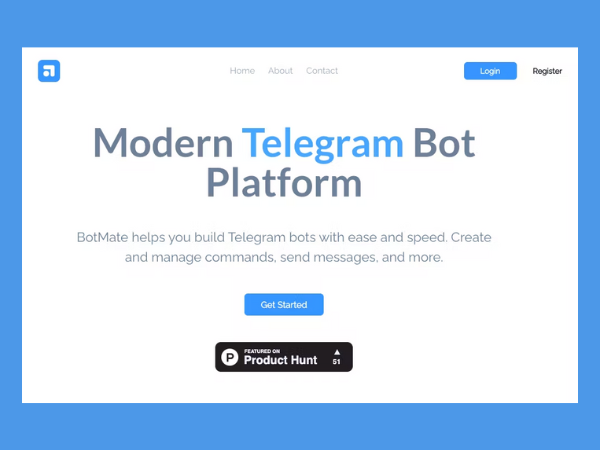 Home About Contact Login Register
Modern Telegram Bot
Platform
BotMate helps you build Telegram bots with ease and speed. Create
and manage commands, send messages, and more.
Get Started
P FEATURED ON
Product Hunt 51